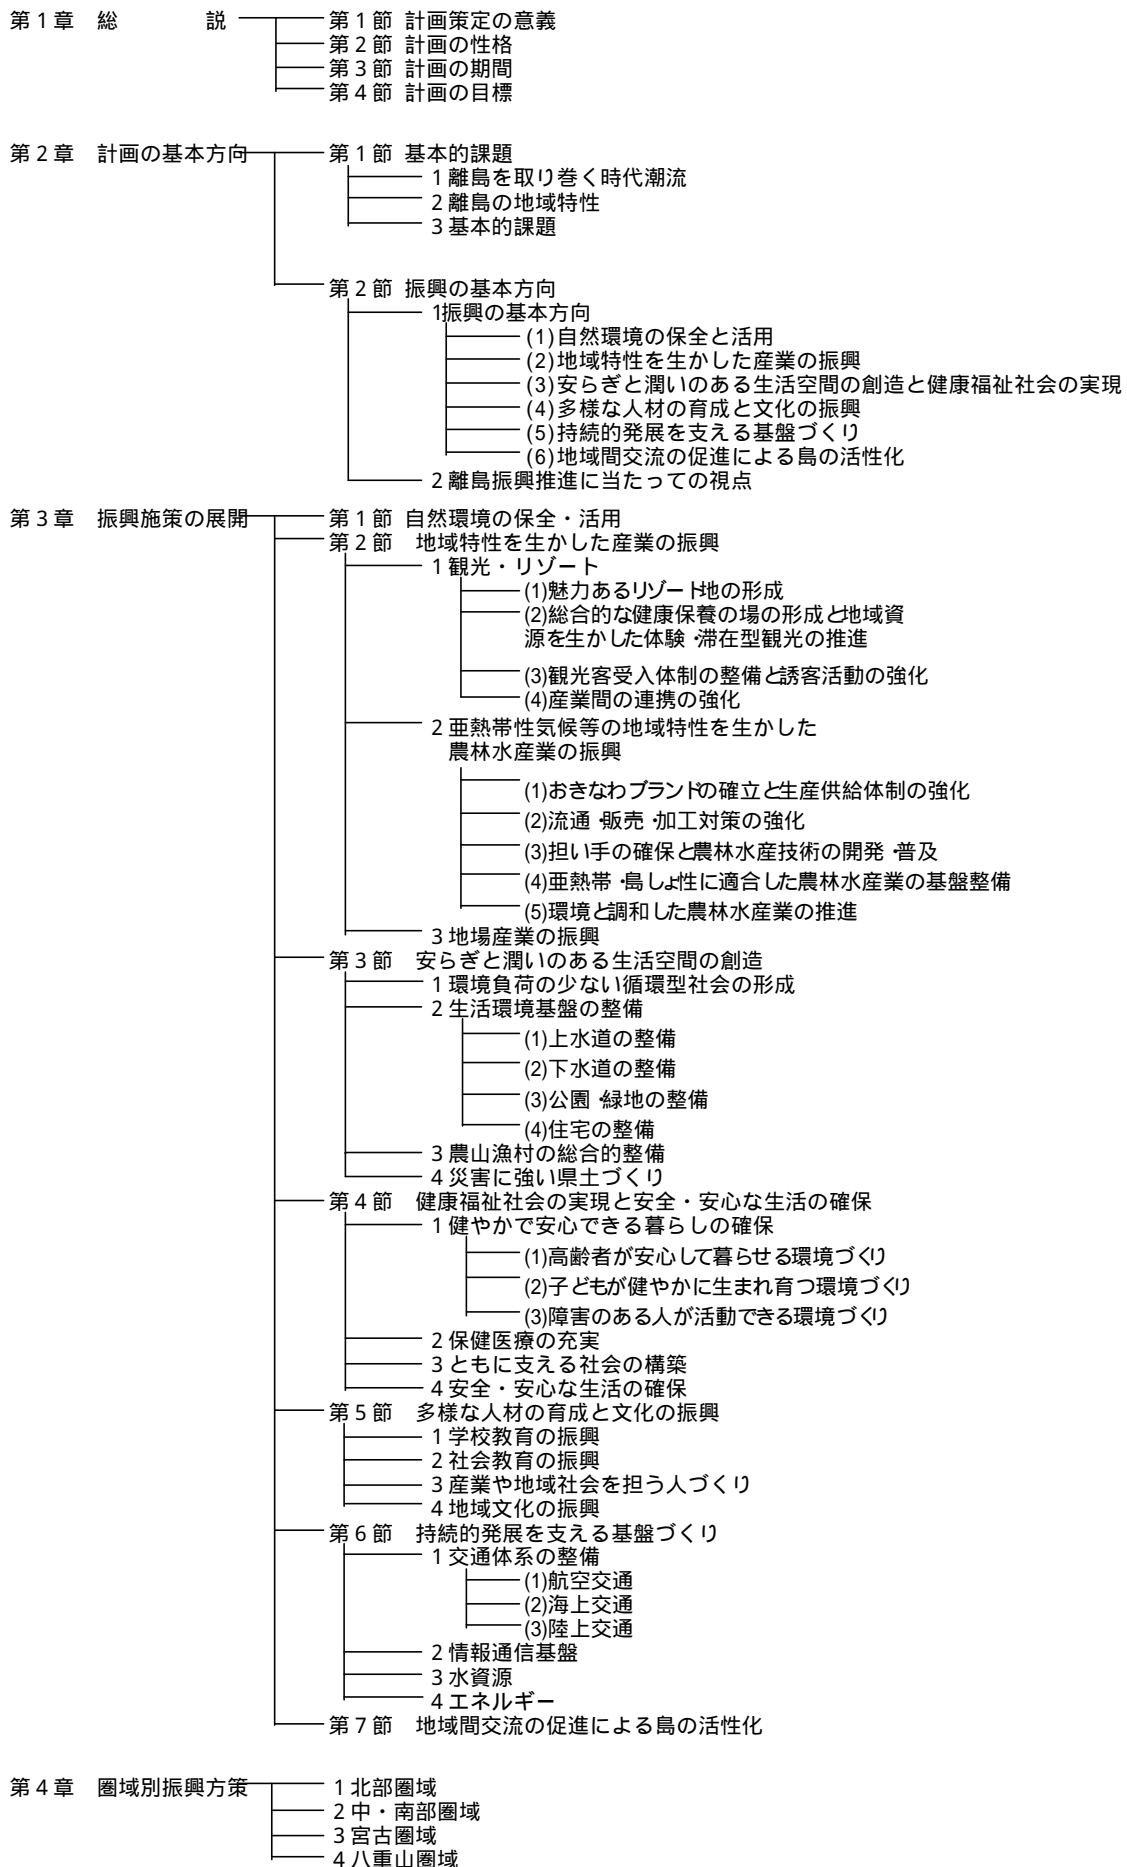 第1章 総 説 第1節 計画策定の意義
第2節 計画の性格
第3節 計画の期間
第4節 計画の目標
第2章 計画の基本方向 第1節 基本的課題
1離島を取り巻く時代潮流
2離島の地域特性
3基本的課題
第2節 振興の基本方向
1振興の基本方向
(1)自然環境の保全と活用
(2)地域特性を生かした産業の振興
(3)安らぎと潤いのある生活空間の創造と健康福祉社会の実現
(4)多様な人材の育成と文化の振興
(5)持続的発展を支える基盤づくり
(6)地域間交流の促進による島の活性化
2離島振興推進に当たっての視点
第3章 振興施策の展開 第1節 自然環境の保全・活用
第2節 地域特性を生かした産業の振興
1観光・リゾート
(1)魅力あるリゾート地の形成
(2)総合的な健康保養の場の形成と地域資
源を生かした体験・滞在型観光の推進
(3)観光客受入体制の整備と誘客活動の強化
(4)産業間の連携の強化
2亜熱帯性気候等の地域特性を生かした
農林水産業の振興
(1)おきなわブランドの確立と生産供給体制の強化
(2)流通・販売・加工対策の強化
(3)担い手の確保と農林水産技術の開発・普及
(4)亜熱帯・島しょ性に適合した農林水産業の基盤整備
(5)環境と調和した農林水産業の推進
3地場産業の振興
第3節 安らぎと潤いのある生活空間の創造
1環境負荷の少ない循環型社会の形成
2生活環境基盤の整備
(1)上水道の整備
(2)下水道の整備
(3)公園・緑地の整備
(4)住宅の整備
3農山漁村の総合的整備
4災害に強い県土づくり
第4節 健康福祉社会の実現と安全・安心な生活の確保
1健やかで安心できる暮らしの確保
(1)高齢者が安心して暮らせる環境づくり
(2)子どもが健やかに生まれ育つ環境づくり
(3)障害のある人が活動できる環境づくり
2保健医療の充実
3ともに支える社会の構築
4安全・安心な生活の確保
第5節 多様な人材の育成と文化の振興
1学校教育の振興
2社会教育の振興
3産業や地域社会を担う人づくり
4地域文化の振興
第6節 持続的発展を支える基盤づくり
1交通体系の整備
(1)航空交通
(2)海上交通
(3)陸上交通
2情報通信基盤
3水資源
4エネルギー
第7節 地域間交流の促進による島の活性化
第4章 圏域別振興方策 1北部圏域
2中・南部圏域
3宮古圏域
4八重山圏域